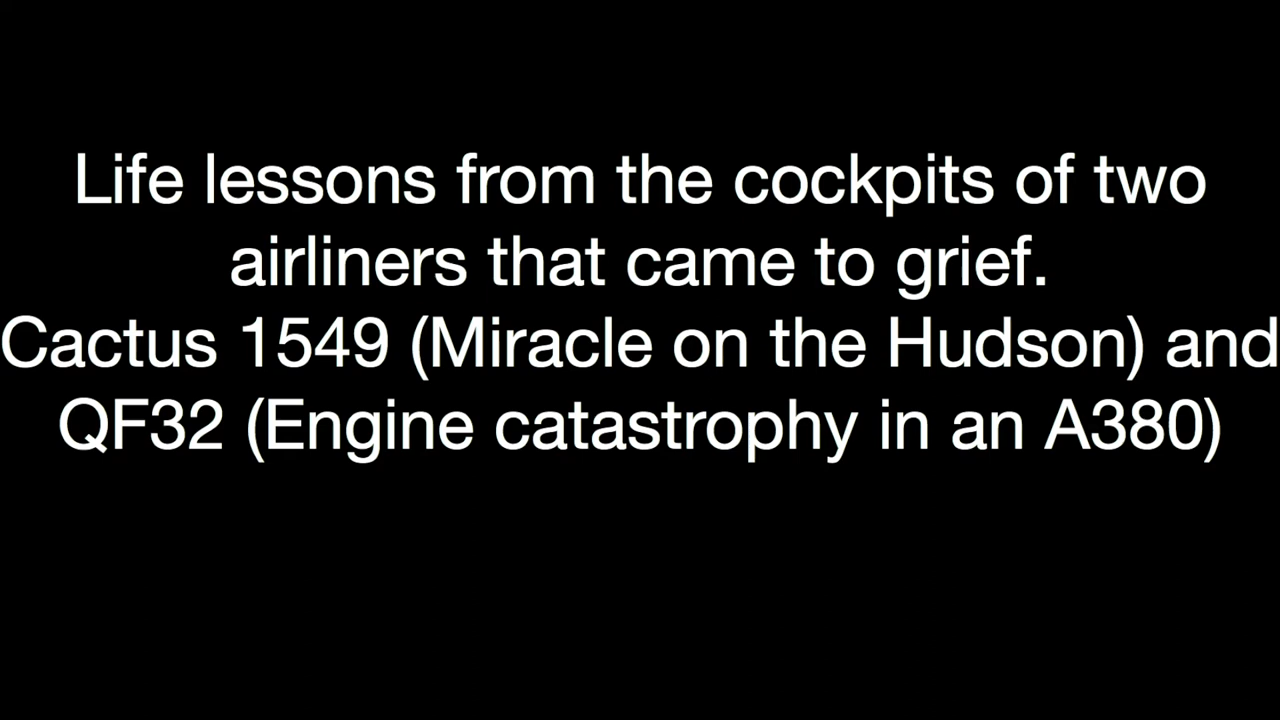 Life lessons from the cockpits of two
airliners that came to grief.
Cactus 1549 (Miracle on the Hudson) and
QF32 (Engine catastrophy in an A380)